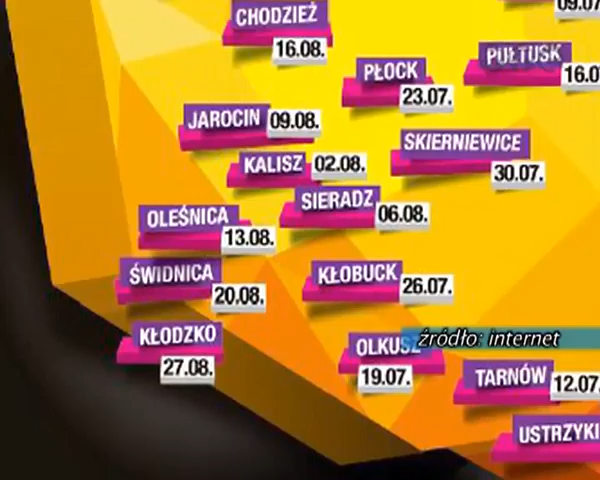 09.07
CHODZIEŻ
16.08.
PUŁTUSK
16.0
PŁOCK
23.07.
JAROCIN 09.08.
SKIERNIEWICE
30.07.
KALISZ 02.08.
SIERADZ
06.08.
OLEŚNICA
13.08.
ŚWIDNICA
20.08.
KŁOBUCK
26.07.
KŁODZKO
27.08.
źródło: internet
OLKUSZ
19.07.
TARNÓW 12.07.
USTRZYKI